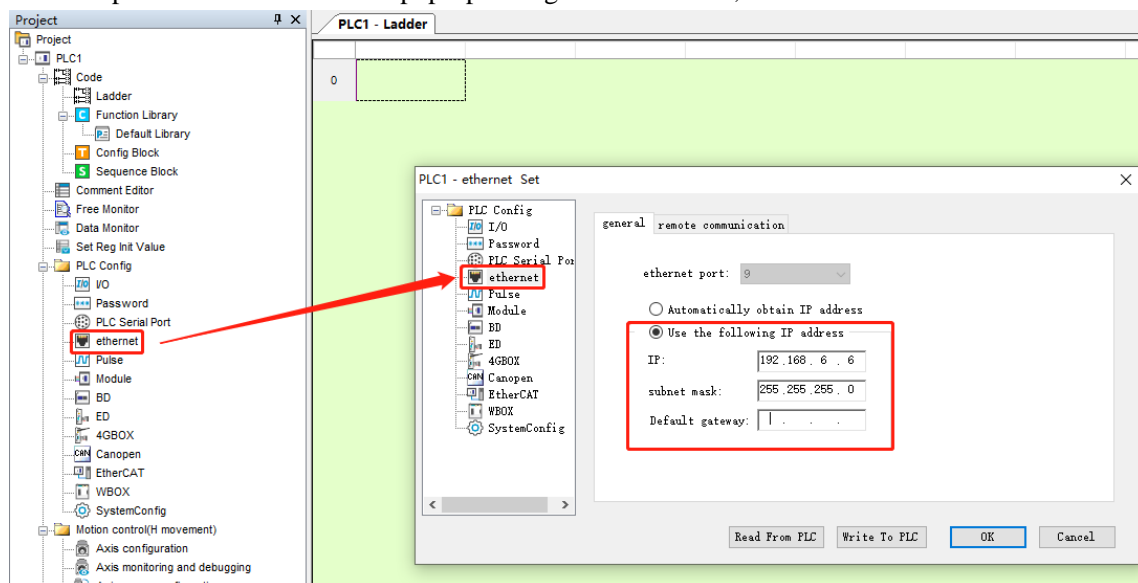 Project
Project
PLC1
Code
Ladder
Function Library
Default Library
Config Block
Sequence Block
Comment Editor
Free Monitor
Data Monitor
Set Reg Init Value
PLC Config
I/O
Password
PLC Serial Port
ethernet
Pulse
Module
BD
ED
4GBOX
Canopen
EtherCAT
WBOX
SystemConfig
Motion control(H movement)
Axis configuration
Axis monitoring and debugging
PLC1 - Ladder
0
PLC1 - ethernet Set
PLC Config
I/O
Password
PLC Serial Por
ethernet
Pulse
Module
BD
ED
4GBOX
Canopen
EtherCAT
WBOX
SystemConfig
general remote communication
ethernet port: 9
Automatically obtain IP address
Use the following IP address
IP: 192 .168 . 6 . 6
subnet mask: 255 .255 .255 . 0
Default gateway: . . .
Read From PLC Write To PLC OK Cancel